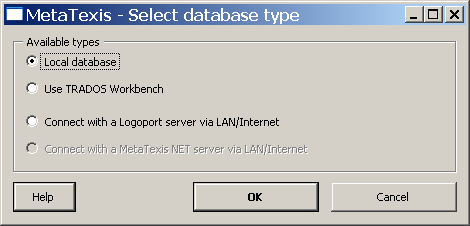 MetaTexis - Select database type
Available types
Local database
Use TRADOS Workbench
Connect with a Logoport server via LAN/Internet
Connect with a MetaTexis NET server via LAN/Internet
Help OK Cancel